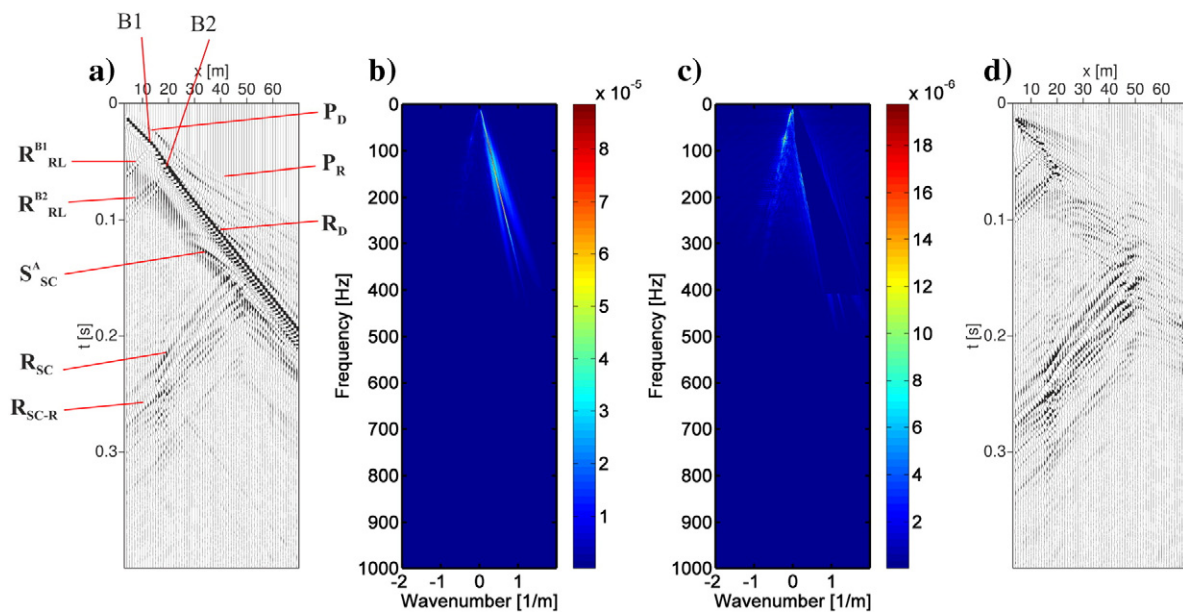 B1
B2
a)
x [m]
10 20 30 40 50 60
0
0.1
0.2
0.3
t [s]
P_D
P_R
R^B1_RL
R^B2_RL
R_D
S^A_SC
R_SC
R_SC-R
b)
x 10^-5
0
100
200
300
400
500
600
700
800
900
1000
Frequency [Hz]
-2 -1 0 1
Wavenumber [1/m]
8
7
6
5
4
3
2
1
c)
x 10^-6
0
100
200
300
400
500
600
700
800
900
1000
Frequency [Hz]
-2 -1 0 1
Wavenumber [1/m]
18
16
14
12
10
8
6
4
2
d)
x [m]
10 20 30 40 50 60
0
0.1
0.2
0.3
t [s]